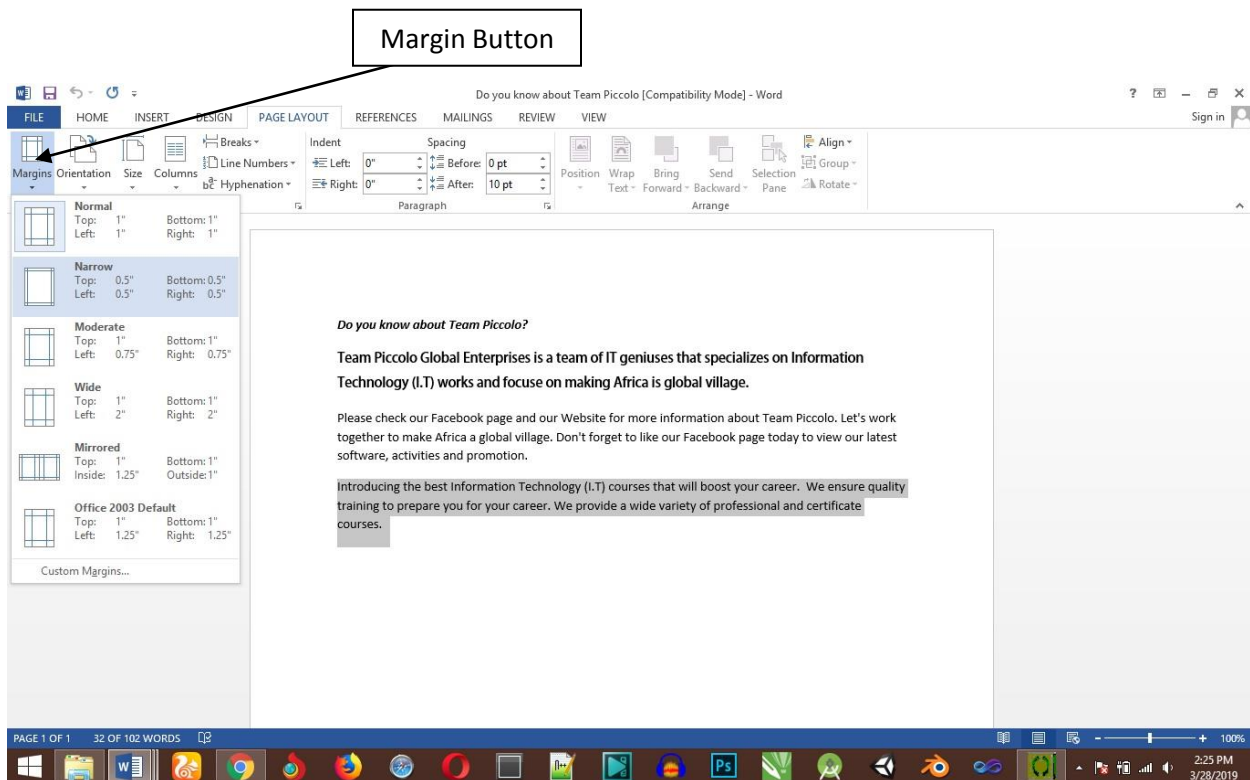 Margin Button
Do you know about Team Piccolo [Compatibility Mode] - Word
?
FILE HOME INSERT DESIGN PAGE LAYOUT REFERENCES MAILINGS REVIEW VIEW Sign in
Margins Orientation Size Columns
Breaks
Line Numbers
Hyphenation
Indent
Left: 0"
Right: 0"
Spacing
Before: 0 pt
After: 10 pt
Paragraph
Position Wrap Text Bring Forward Send Backward Selection Pane
Align
Group
Rotate
Arrange
Normal
Top: 1" Bottom: 1"
Left: 1" Right: 1"
Narrow
Top: 0.5" Bottom: 0.5"
Left: 0.5" Right: 0.5"
Moderate
Top: 1" Bottom: 1"
Left: 0.75" Right: 0.75"
Wide
Top: 1" Bottom: 1"
Left: 2" Right: 2"
Mirrored
Top: 1" Bottom: 1"
Inside: 1.25" Outside: 1"
Office 2003 Default
Top: 1" Bottom: 1"
Left: 1.25" Right: 1.25"
Custom Margins...
Do you know about Team Piccolo?
Team Piccolo Global Enterprises is a team of IT geniuses that specializes on Information
Technology (I.T) works and focuse on making Africa is global village.
Please check our Facebook page and our Website for more information about Team Piccolo. Let's work
together to make Africa a global village. Don't forget to like our Facebook page today to view our latest
software, activities and promotion.
Introducing the best Information Technology (I.T) courses that will boost your career. We ensure quality
training to prepare you for your career. We provide a wide variety of professional and certificate
courses.
PAGE 1 OF 1 32 OF 102 WORDS 100%
Ps
2:25 PM
3/28/2019